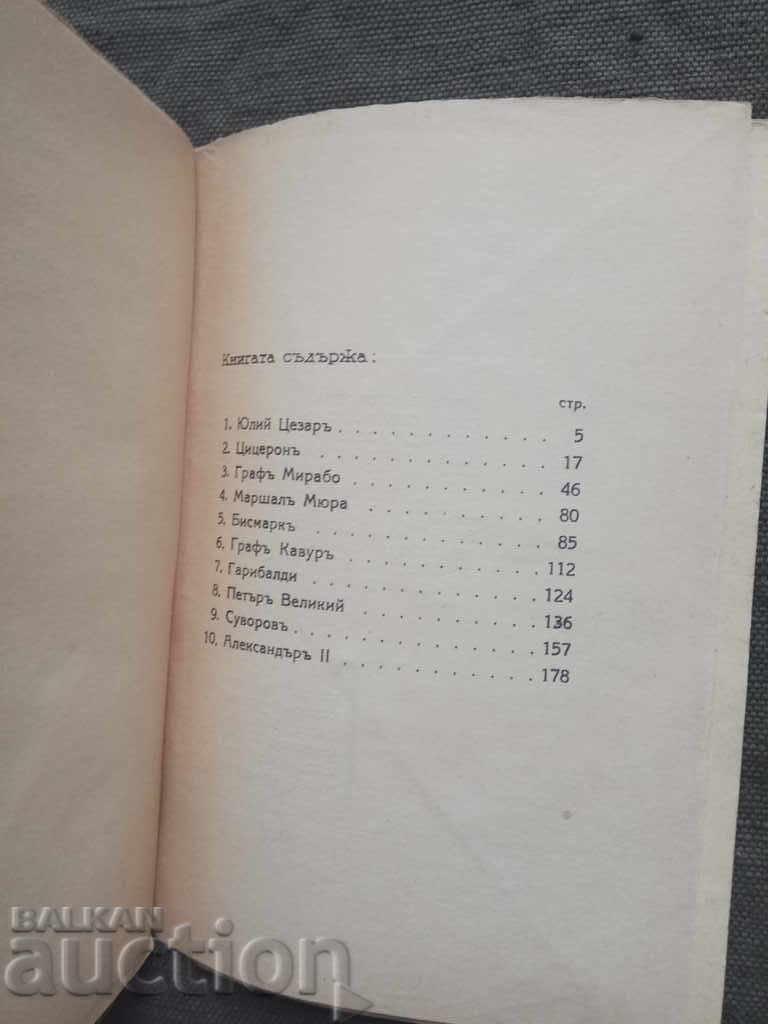 Книгата съдържа:
стр.
1. Юлий Цезаръ . . . . . . . . . . . 5
2. Цицеронъ . . . . . . . . . . . 17
3. Графъ Мирабо . . . . . . . . . . 46
4. Маршалъ Мюра . . . . . . . . . . 80
5. Бисмаркъ . . . . . . . . . . . 85
6. Графъ Кавуръ . . . . . . . . . . 112
7. Гарибалди . . . . . . . . . . . 124
8. Петъръ Великий . . . . . . . . . 136
9. Суворовъ . . . . . . . . . . . 157
10. Александъръ II . . . . . . . . . . 178
BALKAN
auction